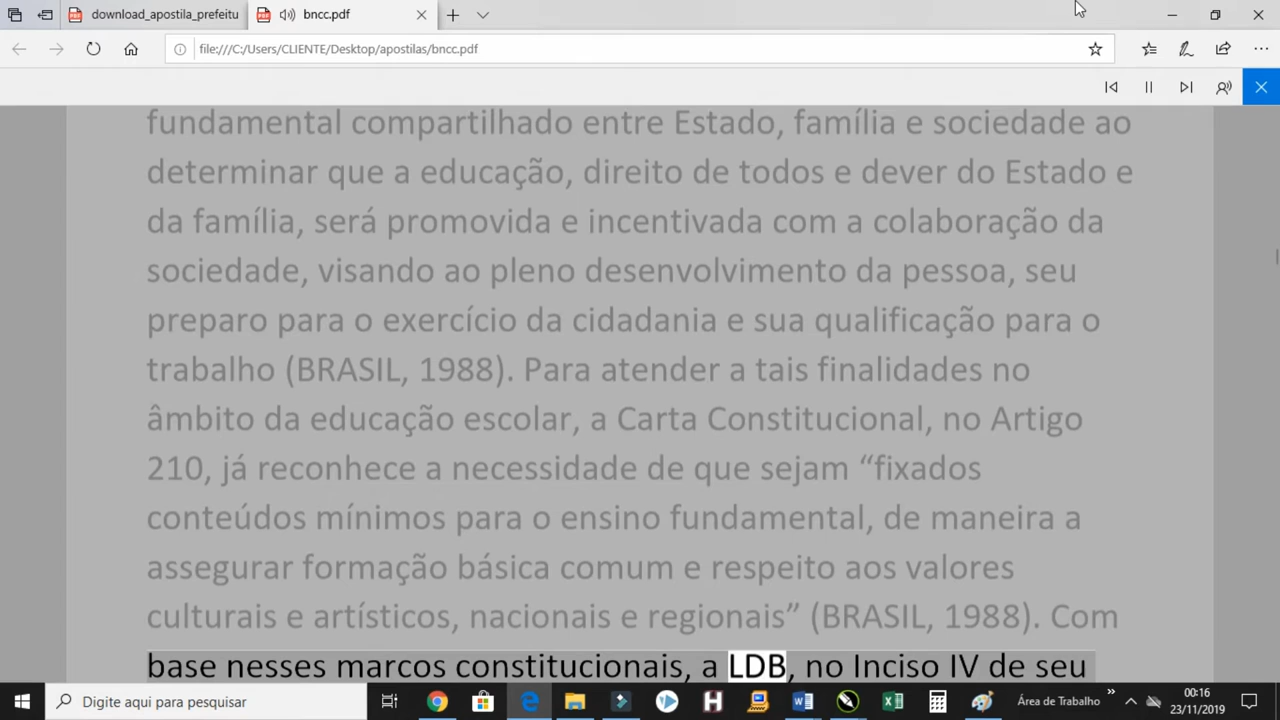 download_apostila_prefeitu
bncc.pdf
file:///C:/Users/CLIENTE/Desktop/apostilas/bncc.pdf
fundamental compartilhado entre Estado, família e sociedade ao
determinar que a educação, direito de todos e dever do Estado e
da família, será promovida e incentivada com a colaboração da
sociedade, visando ao pleno desenvolvimento da pessoa, seu
preparo para o exercício da cidadania e sua qualificação para o
trabalho (BRASIL, 1988). Para atender a tais finalidades no
âmbito da educação escolar, a Carta Constitucional, no Artigo
210, já reconhece a necessidade de que sejam “fixados
conteúdos mínimos para o ensino fundamental, de maneira a
assegurar formação básica comum e respeito aos valores
culturais e artísticos, nacionais e regionais” (BRASIL, 1988). Com
base nesses marcos constitucionais, a LDB, no Inciso IV de seu
Digite aqui para pesquisar
Área de Trabalho
00:16
23/11/2019